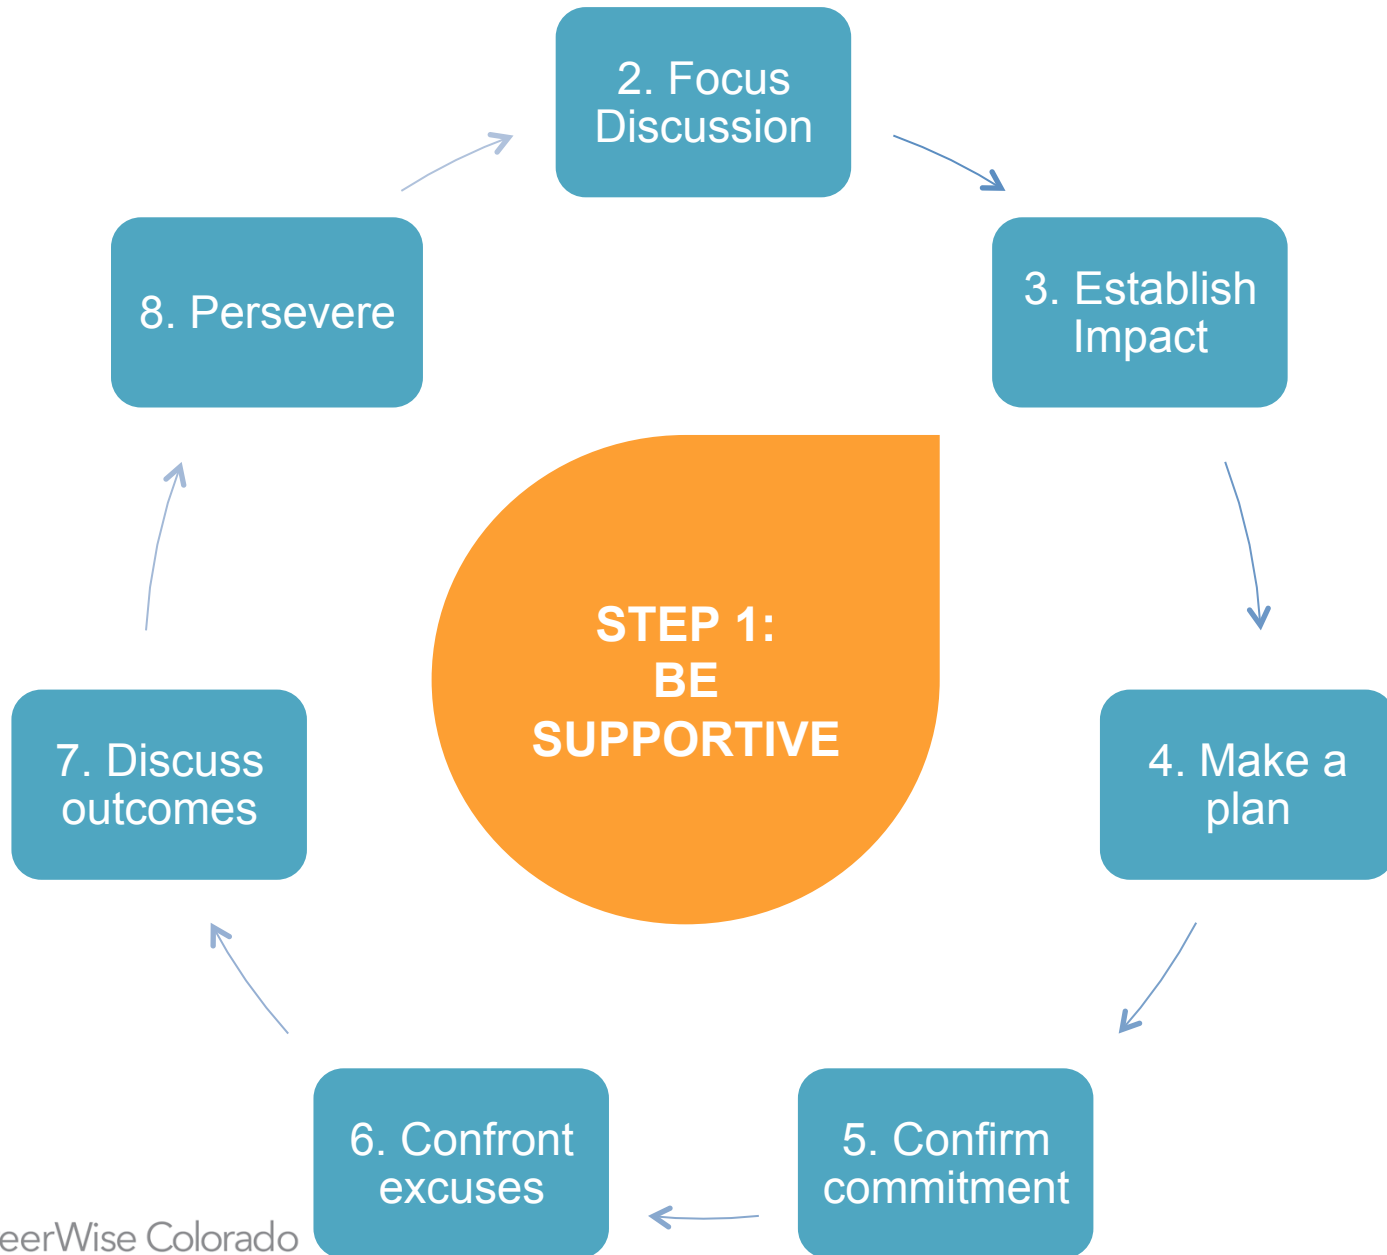 2. Focus
Discussion
3. Establish
Impact
4. Make a
plan
5. Confirm
commitment
6. Confront
excuses
7. Discuss
outcomes
8. Persevere
STEP 1:
BE
SUPPORTIVE
eerWise Colorado